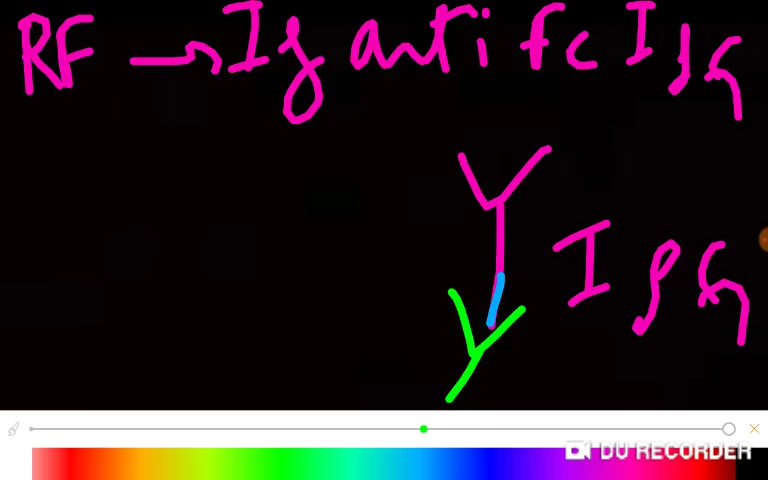 RF → Ig anti fc IgG
IgG
DU RECORDER